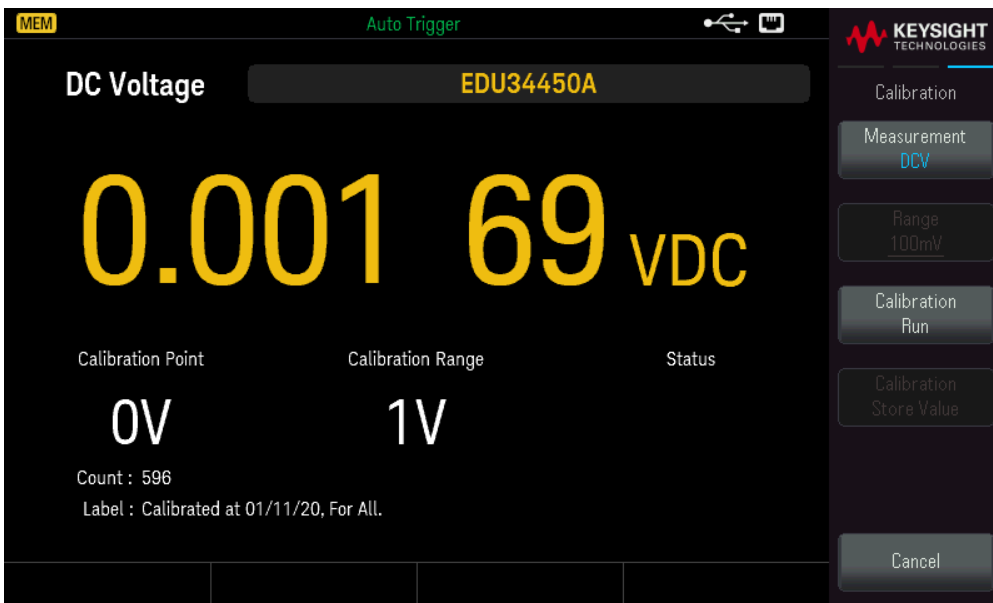 MEM
Auto Trigger
KEYSIGHT
TECHNOLOGIES
DC Voltage
EDU34450A
Calibration
Measurement
DCV
0.001 69 VDC
Range
100mV
Calibration
Run
Calibration Point
Calibration Range
Status
0V
1V
Calibration
Store Value
Count : 596
Label : Calibrated at 01/11/20, For All.
Cancel